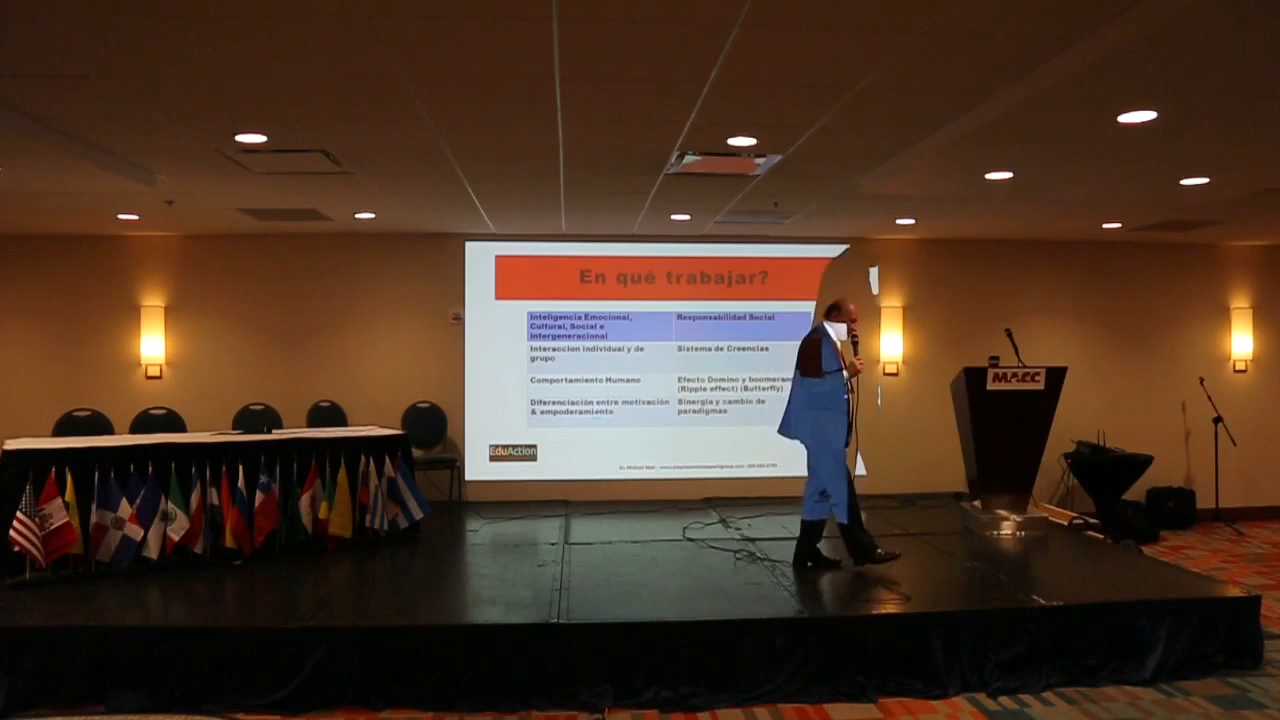 En qué trabajar?
Inteligencia Emocional,
Cultural, Social e
intergeneracional
Responsabilidad Social
Interaccion individual y de
grupo
Sistema de Creencias
Comportamiento Humano
Efecto Domino y boomerang
(Ripple effect) (Butterfly)
Diferenciación entre motivación
& empoderamiento
Sinergia y cambio de
paradigmas
EduAction
MACC